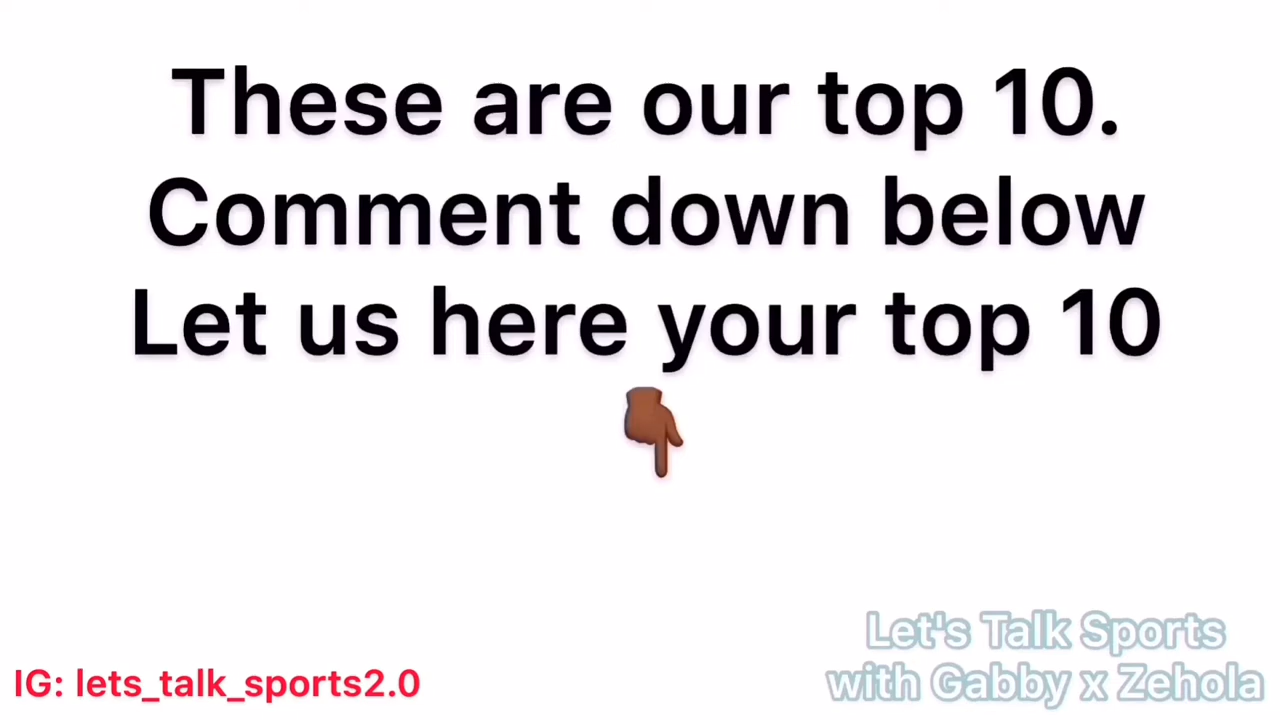 These are our top 10.
Comment down below
Let us here your top 10
Let's Talk Sports
with Gabby x Zehola
IG: lets_talk_sports2.0